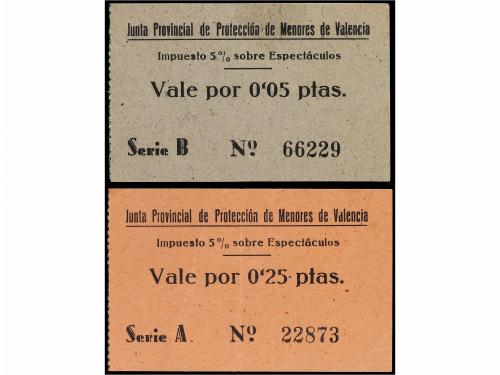 Junta Provincial de Protección de Menores de Valencia
Impuesto 5% sobre Espectáculos
Vale por 0'05 ptas.
Serie B Nº 66229
Junta Provincial de Protección de Menores de Valencia
Impuesto 5% sobre Espectáculos
Vale por 0'25 ptas.
Serie A Nº 22873